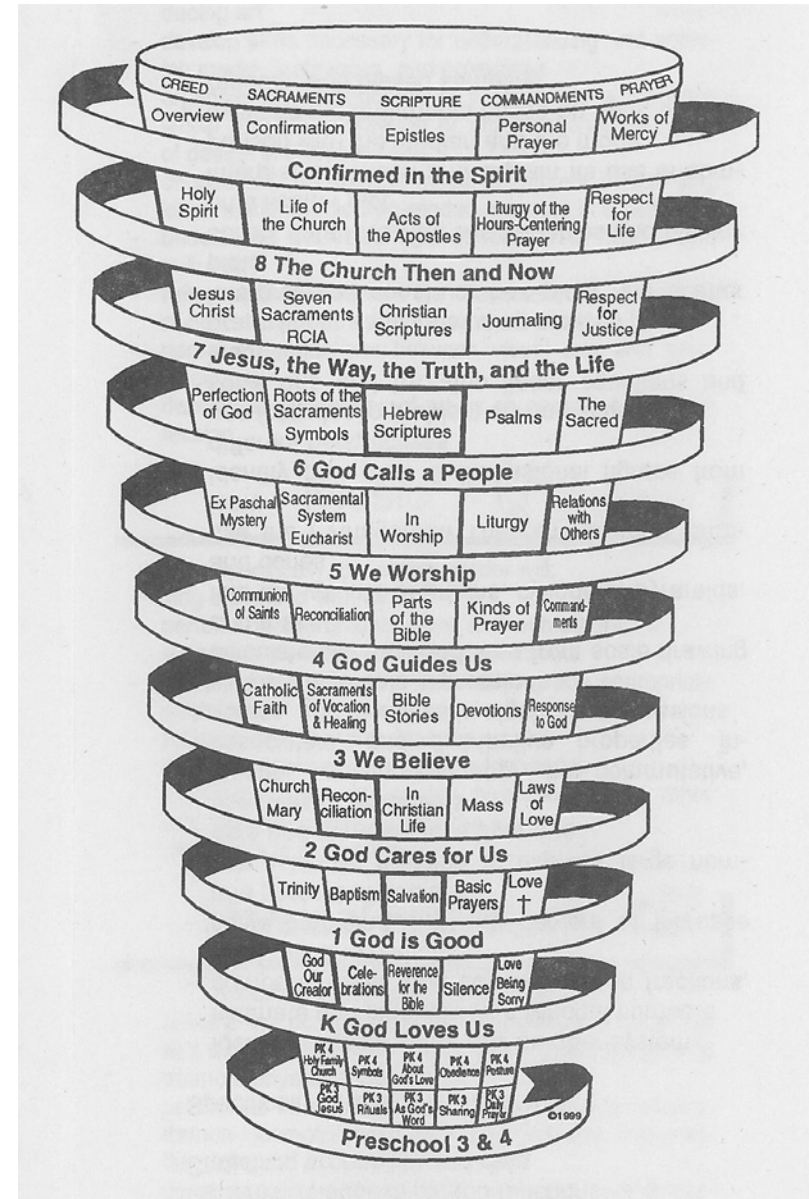 CREED SACRAMENTS SCRIPTURE COMMANDMENTS PRAYER
Overview
Confirmation
Epistles
Personal
Prayer
Works of
Mercy
Confirmed in the Spirit
Holy
Spirit
Life of
the Church
Acts of
the Apostles
Liturgy of the
Hours-Centering
Prayer
Respect
for
Life
8 The Church Then and Now
Jesus
Christ
Seven
Sacraments
RCIA
Christian
Scriptures
Journaling
Respect
for
Justice
7 Jesus, the Way, the Truth, and the Life
Perfection
of God
Roots of the
Sacraments
Symbols
Hebrew
Scriptures
Psalms
The
Sacred
6 God Calls a People
Ex Paschal
Mystery
Sacramental
System
Eucharist
In
Worship
Liturgy
Relations
with
Others
5 We Worship
Communion
of Saints
Reconciliation
Parts
of the
Bible
Kinds of
Prayer
Command-
ments
4 God Guides Us
Catholic
Faith
Sacraments
of Vocation
& Healing
Bible
Stories
Devotions
Response
to God
3 We Believe
Church
Mary
Recon-
ciliation
In
Christian
Life
Mass
Laws
of
Love
2 God Cares for Us
Trinity
Baptism
Salvation
Basic
Prayers
Love
1 God is Good
God
Our
Creator
Cele-
brations
Reverence
for the
Bible
Silence
Love
Being
Sorry
K God Loves Us
PK 4
Holy Family
Church
PK 4
Symbols
PK 4
About
God's Love
PK 4
Obedience
PK 4
Posture
PK 3
God
Jesus
PK 3
Rituals
PK 3
As God's
Word
PK 3
Sharing
PK 3
Daily
Prayer
©1999
Preschool 3 & 4